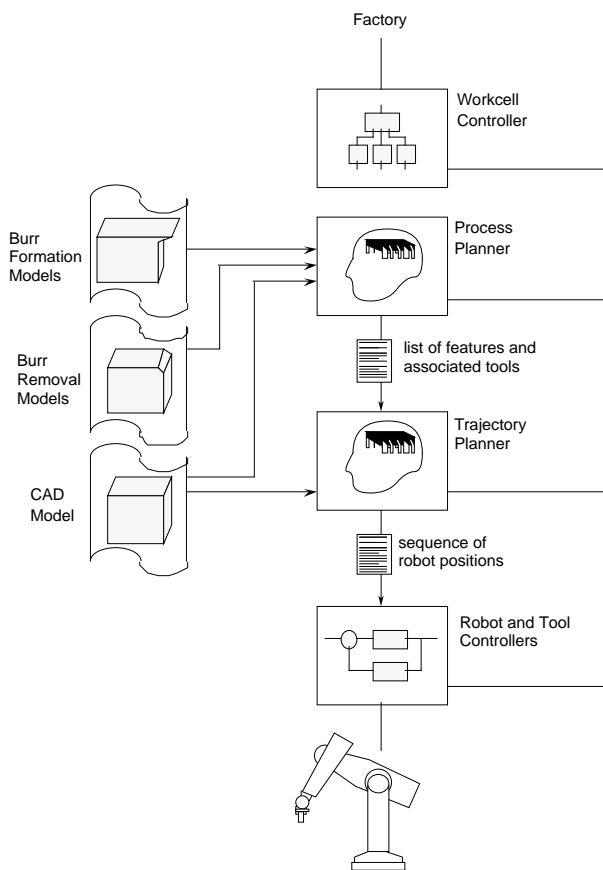 Factory
Workcell
Controller
Burr
Formation
Models
Process
Planner
list of features and
associated tools
Burr
Removal
Models
Trajectory
Planner
CAD
Model
sequence of
robot positions
Robot and Tool
Controllers